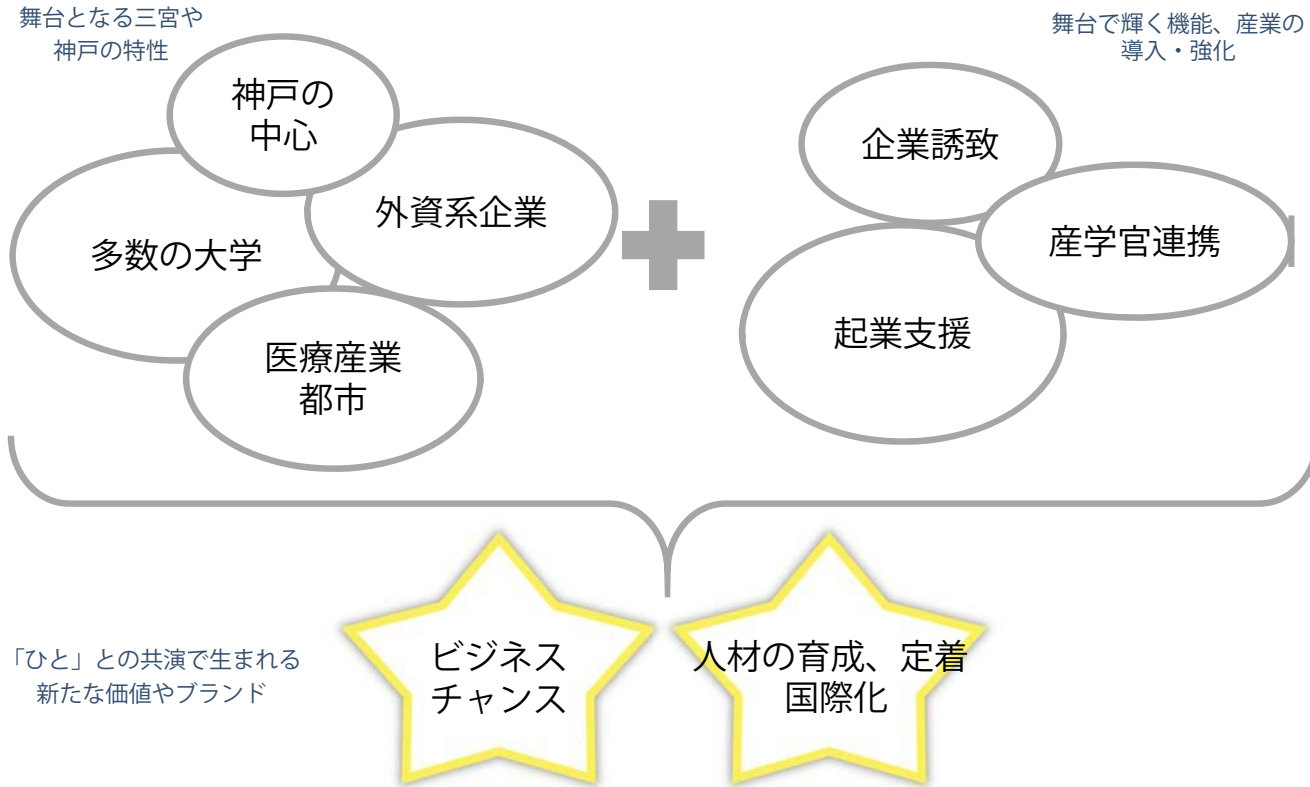 舞台となる三宮や
神戸の特性
舞台で輝く機能、産業の
導入・強化
神戸の
中心
外資系企業
多数の大学
医療産業
都市
企業誘致
産学官連携
起業支援
「ひと」との共演で生まれる
新たな価値やブランド
ビジネス
チャンス
人材の育成、定着
国際化